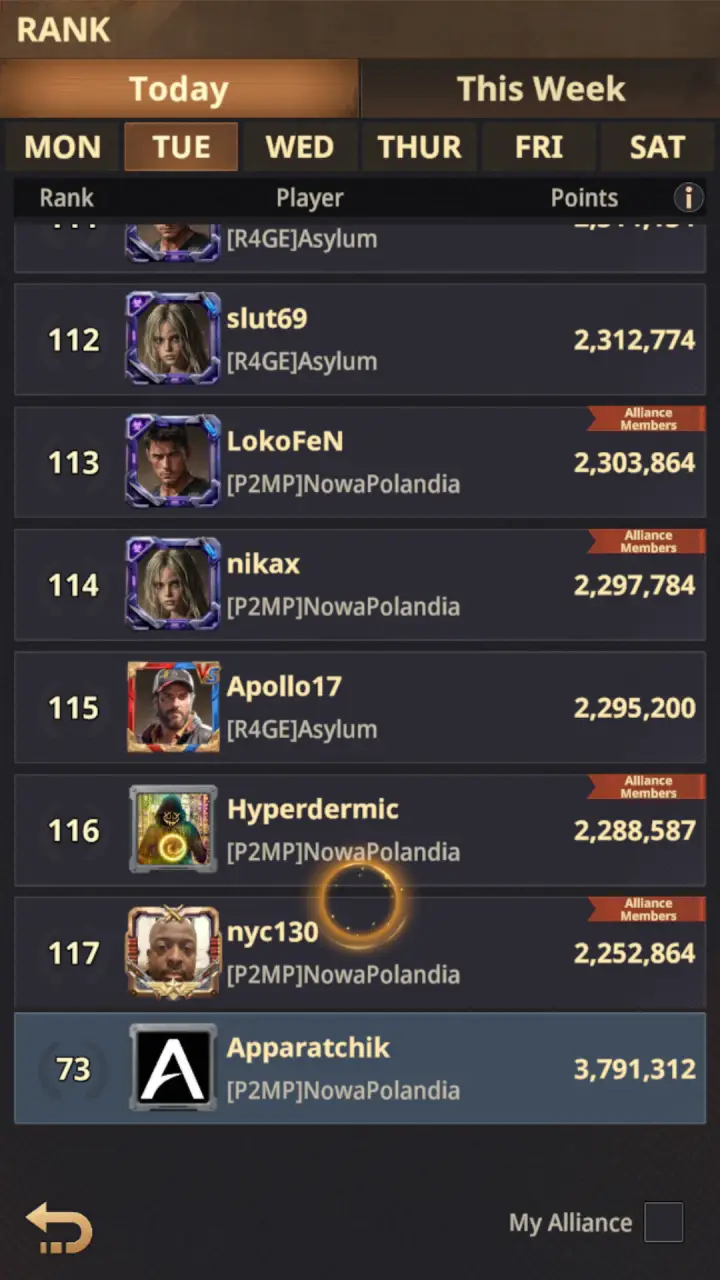 RANK
Today
This Week
MON TUE WED THUR FRI SAT
Rank Player Points i
[R4GE]Asylum
112 slut69 2,312,774
[R4GE]Asylum
Alliance Members
113 LokoFeN 2,303,864
[P2MP]NowaPolandia
Alliance Members
114 nikax 2,297,784
[P2MP]NowaPolandia
VS
115 Apollo17 2,295,200
[R4GE]Asylum
Alliance Members
116 Hyperdermic 2,288,587
[P2MP]NowaPolandia
Alliance Members
117 nyc130 2,252,864
[P2MP]NowaPolandia
73 A Apparatchik 3,791,312
[P2MP]NowaPolandia
My Alliance